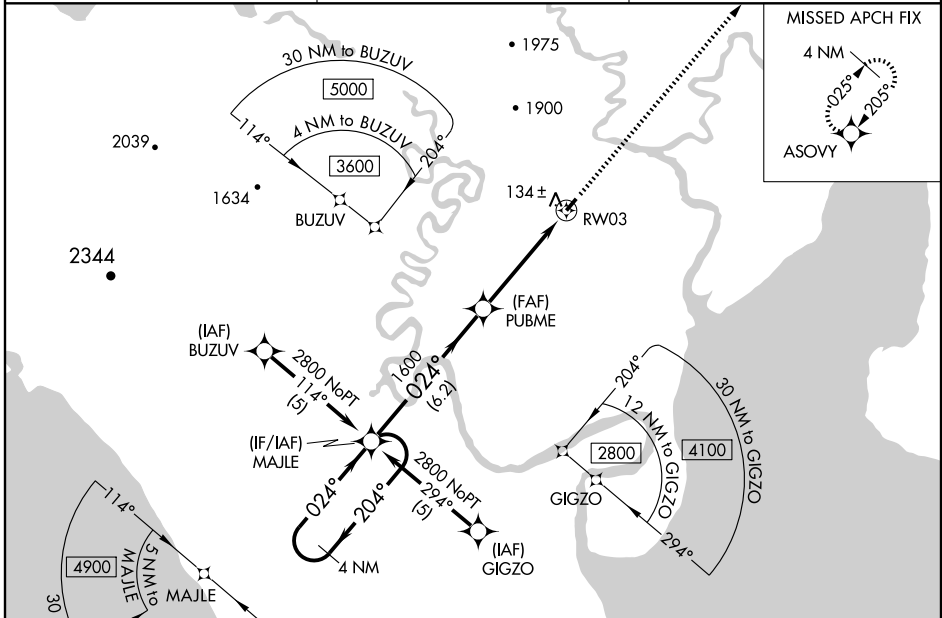 MISSED APCH FIX
4 NM
025°
205°
ASOVY
1975
1900
2039
1634
2344
134 ±
30 NM to BUZUV
5000
4 NM to BUZUV
3600
114°
204°
BUZUV
RW03
(FAF)
PUBME
(IAF)
BUZUV
2800 NoPT
114°
(5)
1600
024°
(6.2)
(IF/IAF)
MAJLE
024°
204°
4 NM
2800 NoPT
294°
(5)
(IAF)
GIGZO
204°
12 NM to GIGZO
2800
30 NM to GIGZO
4100
GIGZO
294°
114°
5 NM to
MAJLE
4900
30
MAJLE